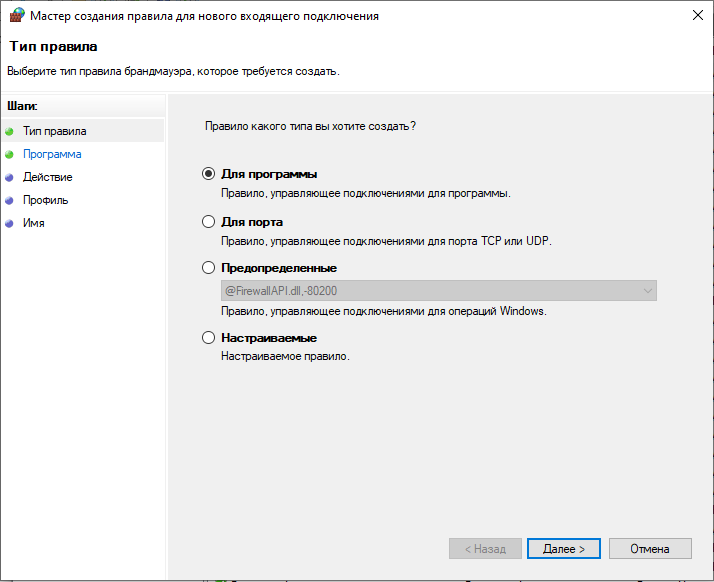 Мастер создания правила для нового входящего подключения
Тип правила
Выберите тип правила брандмауэра, которое требуется создать.
Шаги:
Тип правила
Программа
Действие
Профиль
Имя
Правило какого типа вы хотите создать?
Для программы
Правило, управляющее подключениями для программы.
Для порта
Правило, управляющее подключениями для порта TCP или UDP.
Предопределенные
@FirewallAPI.dll,-80200
Правило, управляющее подключениями для операций Windows.
Настраиваемые
Настраиваемое правило.
< Назад
Далее >
Отмена